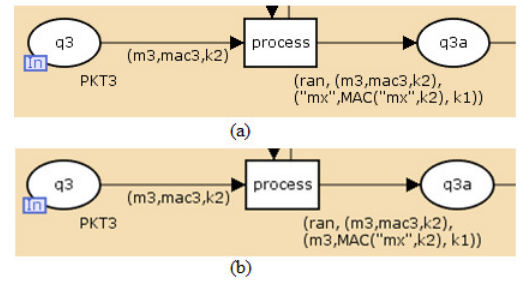 q3
(m3,mac3,k2)
process
q3a
In
PKT3
(ran, (m3,mac3,k2),
("mx",MAC("mx",k2), k1))
(a)
q3
(m3,mac3,k2)
process
q3a
In
PKT3
(ran, (m3,mac3,k2),
(m3,MAC("mx",k2), k1))
(b)